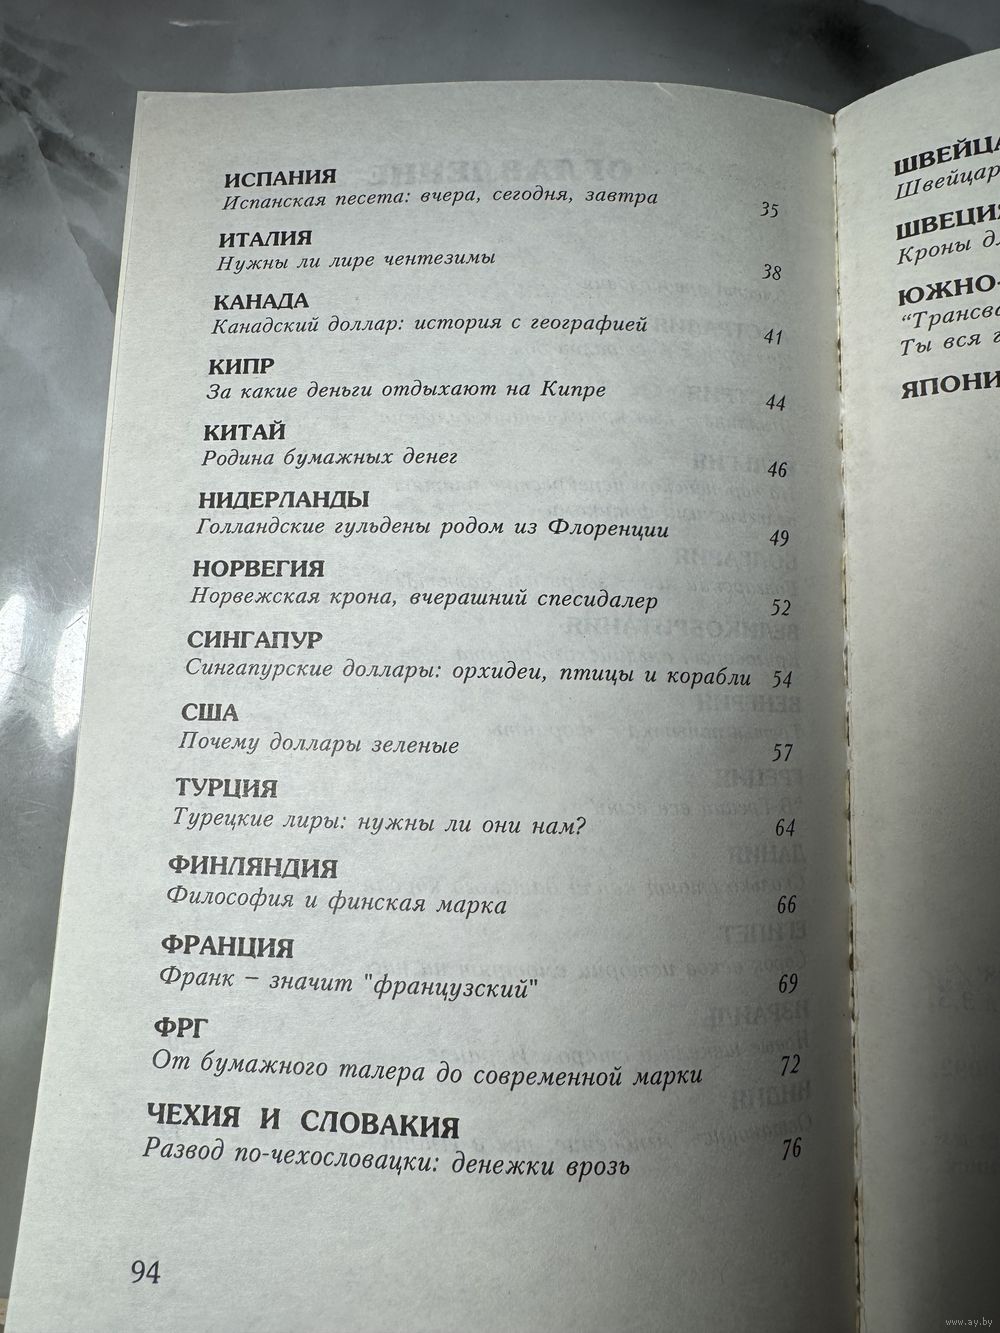 ИСПАНИЯ
Испанская песета: вчера, сегодня, завтра 35
ИТАЛИЯ
Нужны ли лире чентезимы 38
КАНАДА
Канадский доллар: история с географией 41
КИПР
За какие деньги отдыхают на Кипре 44
КИТАЙ
Родина бумажных денег 46
НИДЕРЛАНДЫ
Голландские гульдены родом из Флоренции 49
НОРВЕГИЯ
Норвежская крона, вчерашний спесидалер 52
СИНГАПУР
Сингапурские доллары: орхидеи, птицы и корабли 54
США
Почему доллары зеленые 57
ТУРЦИЯ
Турецкие лиры: нужны ли они нам? 64
ФИНЛЯНДИЯ
Философия и финская марка 66
ФРАНЦИЯ
Франк – значит "французский" 69
ФРГ
От бумажного талера до современной марки 72
ЧЕХИЯ И СЛОВАКИЯ
Развод по-чехословацки: денежки врозь 76
94
ШВЕЙЦА
Швейцар
ШВЕЦИЯ
Кроны дл
ЮЖНО-
“Трансва
Ты вся г
ЯПОНИ
www.ay.by